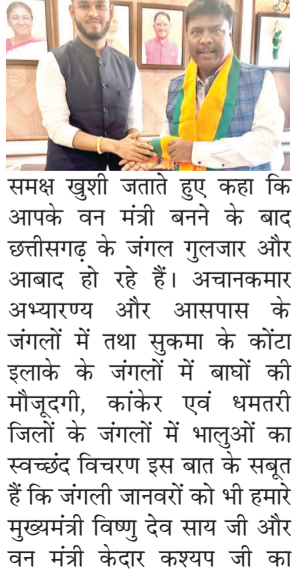 समक्ष खुशी जताते हुए कहा कि
आपके वन मंत्री बनने के बाद
छत्तीसगढ़ के जंगल गुलजार और
आबाद हो रहे हैं। अचानकमार
अभ्यारण्य और आसपास के
जंगलों में तथा सुकमा के कोंटा
इलाके के जंगलों में बाघों की
मौजूदगी, कांकेर एवं धमतरी
जिलों के जंगलों में भालुओं का
स्वच्छंद विचरण इस बात के सबूत
हैं कि जंगली जानवरों को भी हमारे
मुख्यमंत्री विष्णु देव साय जी और
वन मंत्री केदार कश्यप जी का